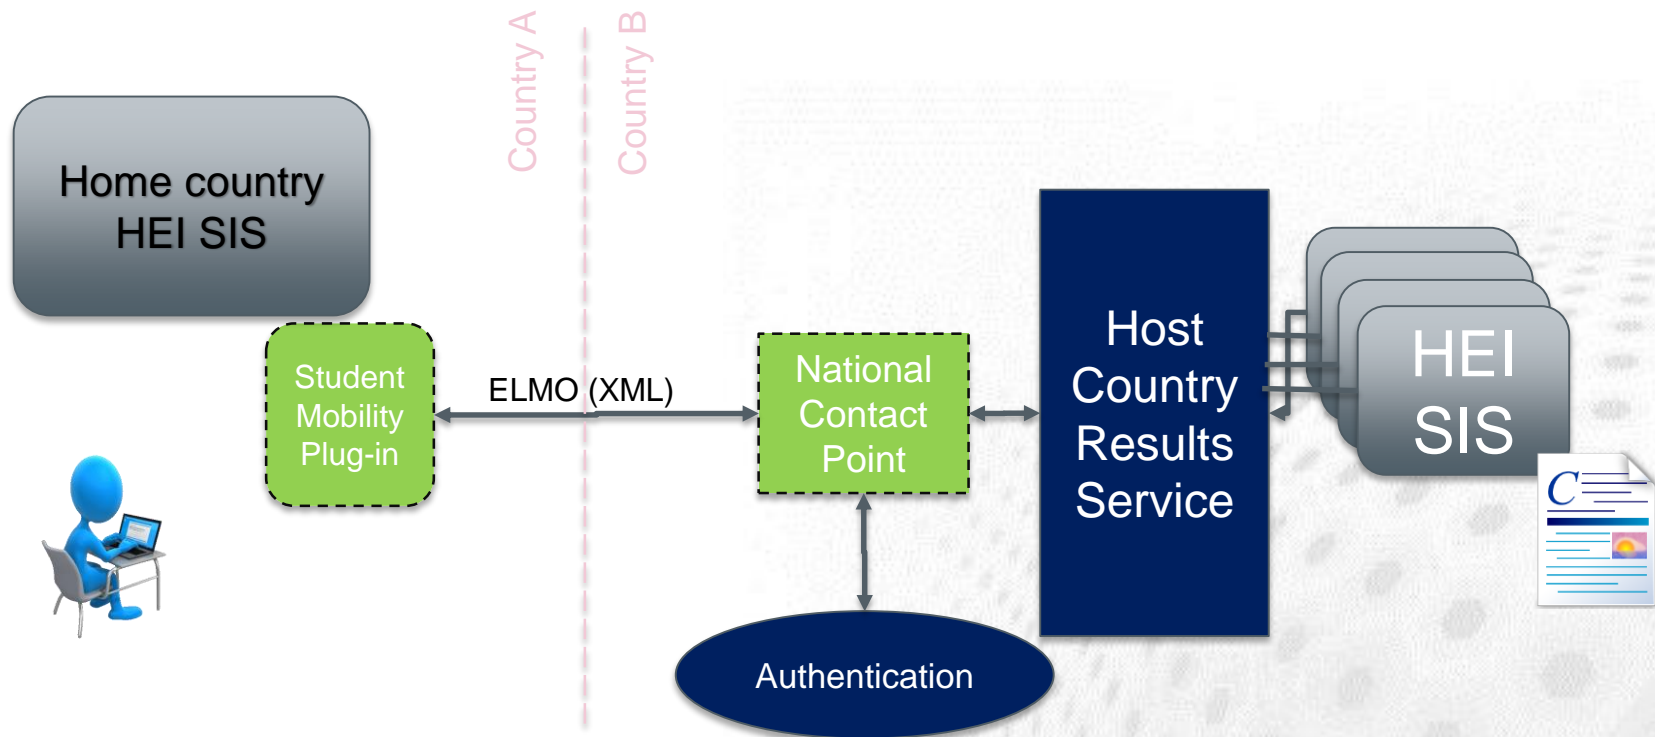 Country A
Country B
Home country
HEI SIS
Student
Mobility
Plug-in
ELMO (XML)
National
Contact
Point
Host
Country
Results
Service
HEI
SIS
C
Authentication